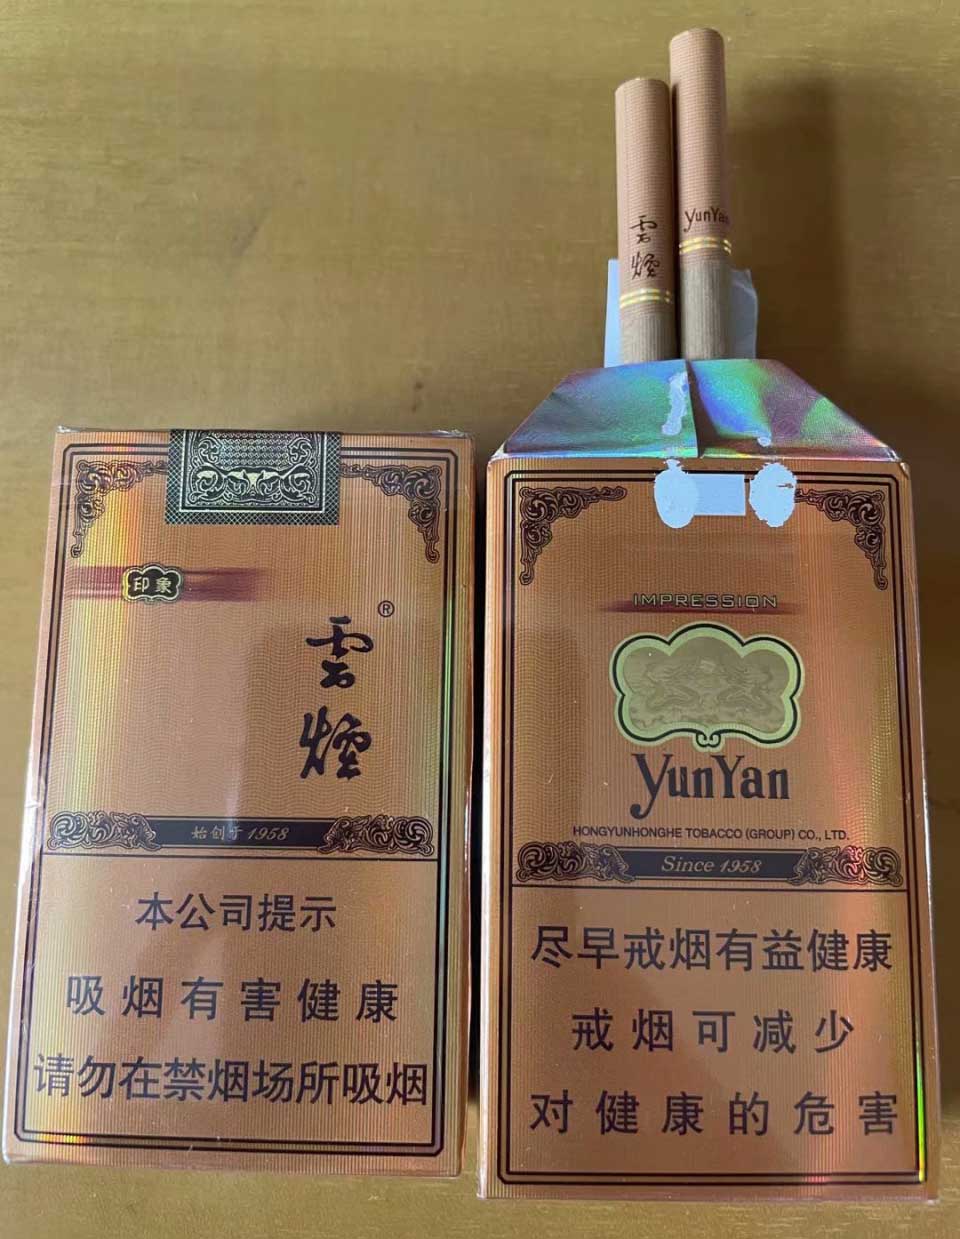 雲煙
YunYan
印象
®
雲煙
始创于1958
本公司提示
吸烟有害健康
请勿在禁烟场所吸烟
IMPRESSION
YunYan
HONGYUNHONGHE TOBACCO (GROUP) CO., LTD.
Since 1958
尽早戒烟有益健康
戒烟可减少
对健康的危害